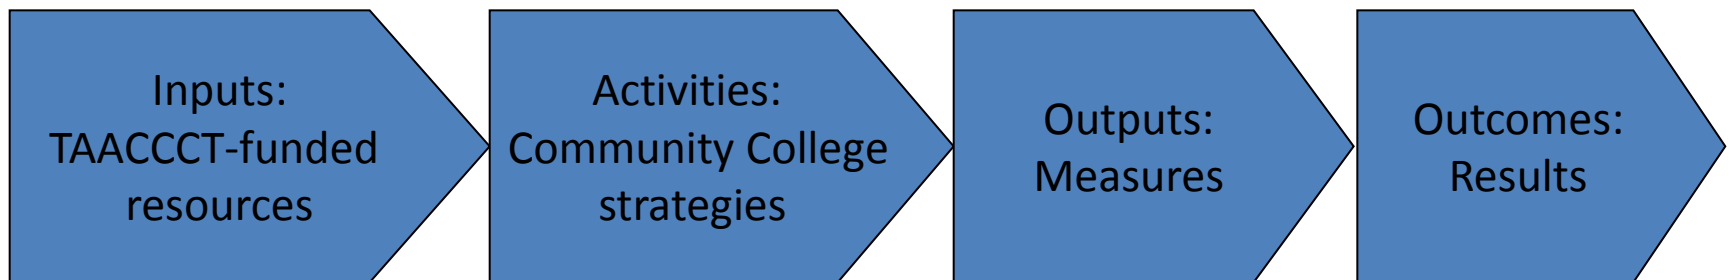 Inputs:
TAACCCT-funded
resources
Activities:
Community College
strategies
Outputs:
Measures
Outcomes:
Results